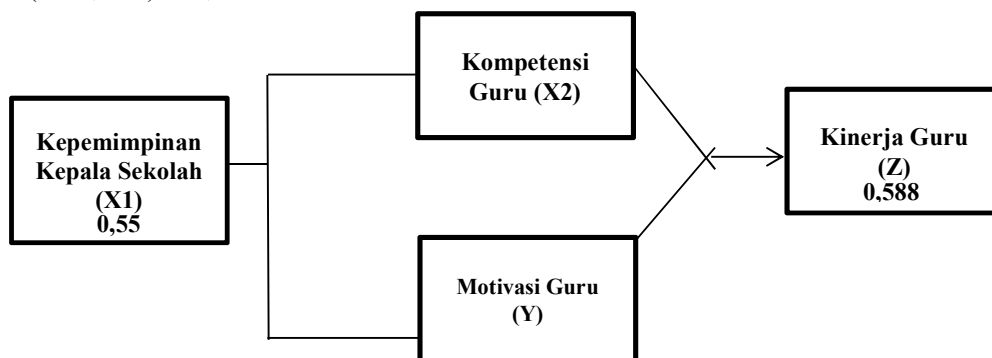 Kepemimpinan
Kepala Sekolah
(X1)
0,55
Kompetensi
Guru (X2)
Motivasi Guru
(Y)
Kinerja Guru
(Z)
0,588